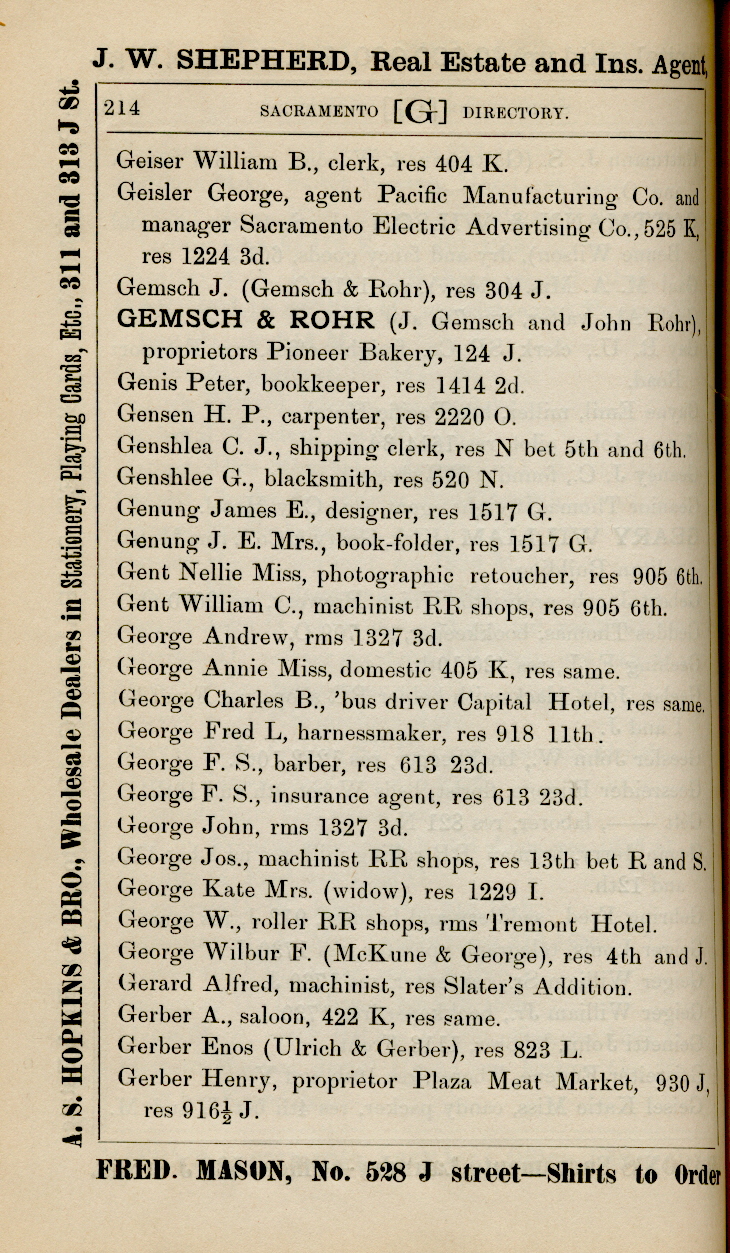 J. W. SHEPHERD, Real Estate and Ins. Agent,
214 SACRAMENTO [G] DIRECTORY.
Geiser William B., clerk, res 404 K.
Geisler George, agent Pacific Manufacturing Co. and
manager Sacramento Electric Advertising Co., 525 K,
res 1224 3d.
Gemsch J. (Gemsch & Rohr), res 304 J.
GEMSCH & ROHR (J. Gemsch and John Rohr),
proprietors Pioneer Bakery, 124 J.
Genis Peter, bookkeeper, res 1414 2d.
Gensen H. P., carpenter, res 2220 O.
Genshlea C. J., shipping clerk, res N bet 5th and 6th.
Genshlee G., blacksmith, res 520 N.
Genung James E., designer, res 1517 G.
Genung J. E. Mrs., book-folder, res 1517 G.
Gent Nellie Miss, photographic retoucher, res 905 6th.
Gent William C., machinist RR shops, res 905 6th.
George Andrew, rms 1327 3d.
George Annie Miss, domestic 405 K, res same.
George Charles B., 'bus driver Capital Hotel, res same.
George Fred L, harnessmaker, res 918 11th.
George F. S., barber, res 613 23d.
George F. S., insurance agent, res 613 23d.
George John, rms 1327 3d.
George Jos., machinist RR shops, res 13th bet R and S.
George Kate Mrs. (widow), res 1229 I.
George W., roller RR shops, rms Tremont Hotel.
George Wilbur F. (McKune & George), res 4th and J.
Gerard Alfred, machinist, res Slater's Addition.
Gerber A., saloon, 422 K, res same.
Gerber Enos (Ulrich & Gerber), res 823 L.
Gerber Henry, proprietor Plaza Meat Market, 930 J,
res 916½ J.
FRED. MASON, No. 528 J street—Shirts to Order
A. S. HOPKINS & BRO., Wholesale Dealers in Stationery, Playing Cards, Etc., 311 and 313 J St.